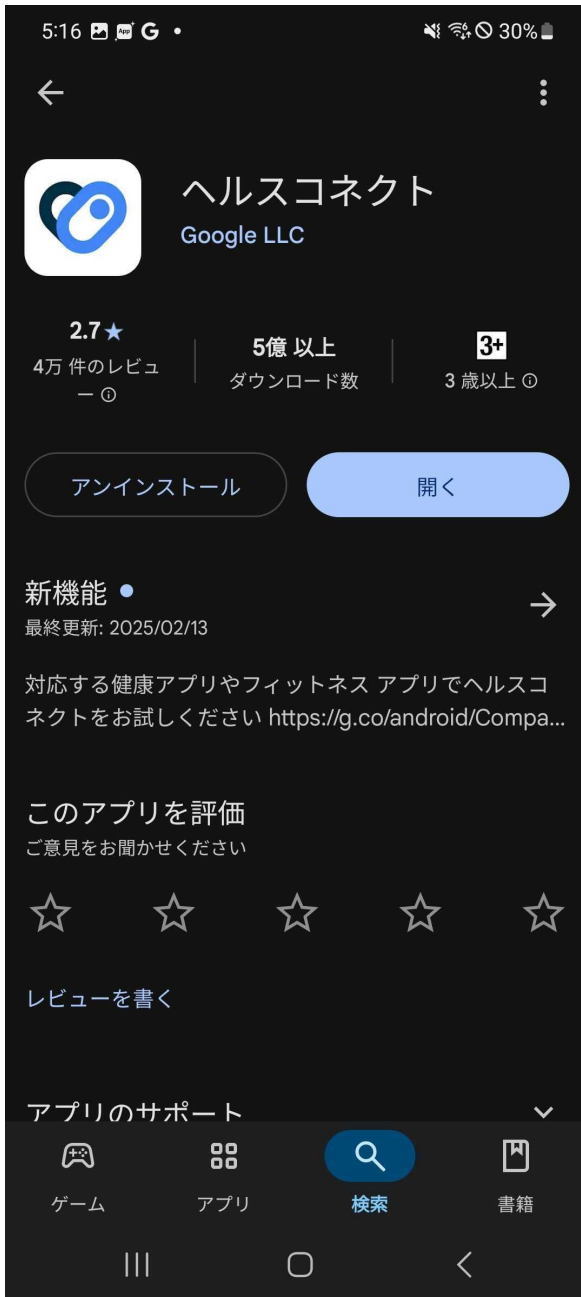 5:16 G
30%
ヘルスコネクト
Google LLC
2.7★
4万 件のレビュ
ー
5億 以上
ダウンロード数
3+
3 歳以上
アンインストール
開く
新機能
最終更新: 2025/02/13
対応する健康アプリやフィットネス アプリでヘルスコ
ネクトをお試しください https://g.co/android/Compa...
このアプリを評価
ご意見をお聞かせください
レビューを書く
アプリのサポート
ゲーム
アプリ
検索
書籍